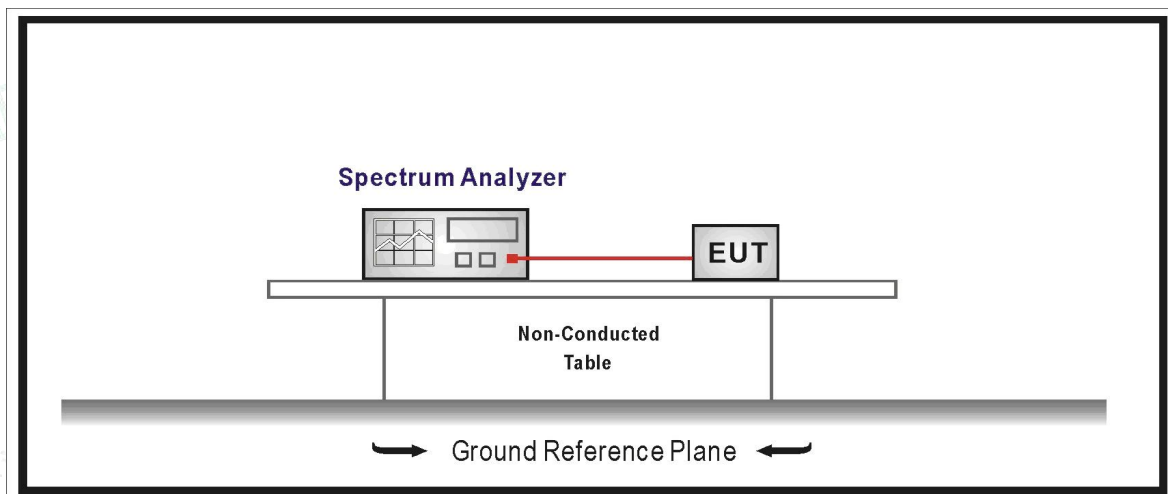 Spectrum Analyzer
EUT
Non-Conducted
Table
Ground Reference Plane